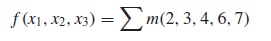 f(x₁, x₂, x₃) = ∑ m(2, 3, 4, 6, 7)